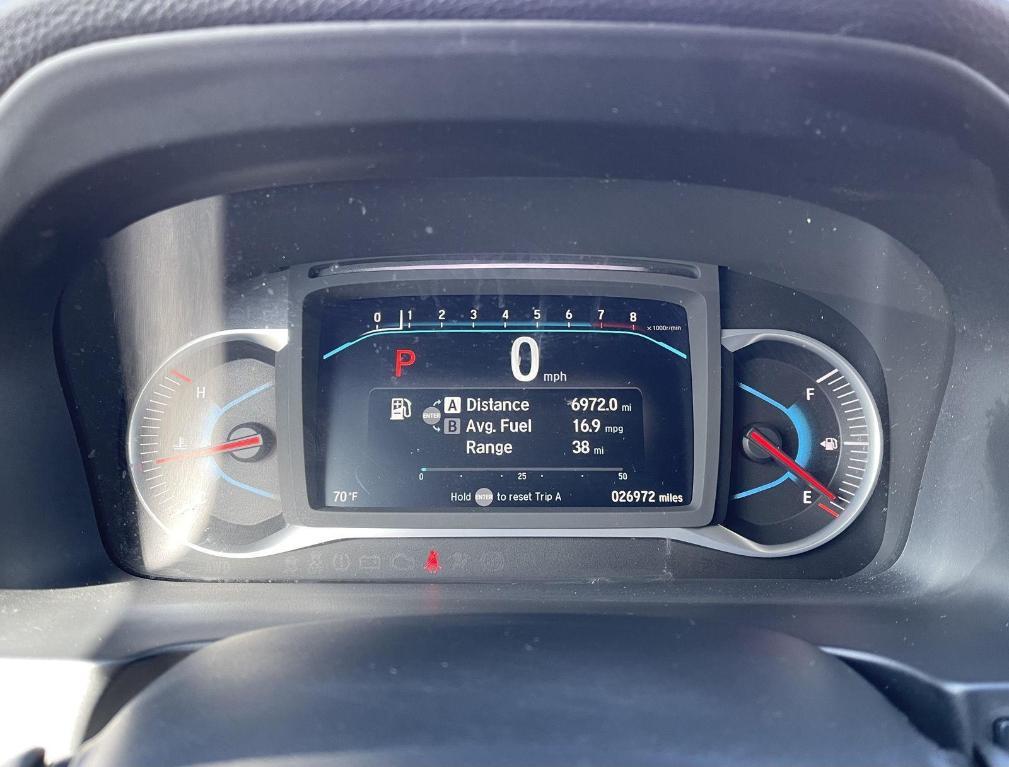 0 1 2 3 4 5 6 7 8
x1000r/min
P
0 mph
H
F
A Distance 6972.0 mi
ENTER
B Avg. Fuel 16.9 mpg
Range 38 mi
0 25 50
E
70°F
Hold ENTER to reset Trip A
026972 miles